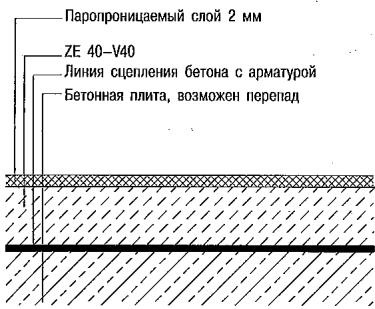 Паропроницаемый слой 2 мм
ZE 40-V40
Линия сцепления бетона с арматурой
Бетонная плита, возможен перепад